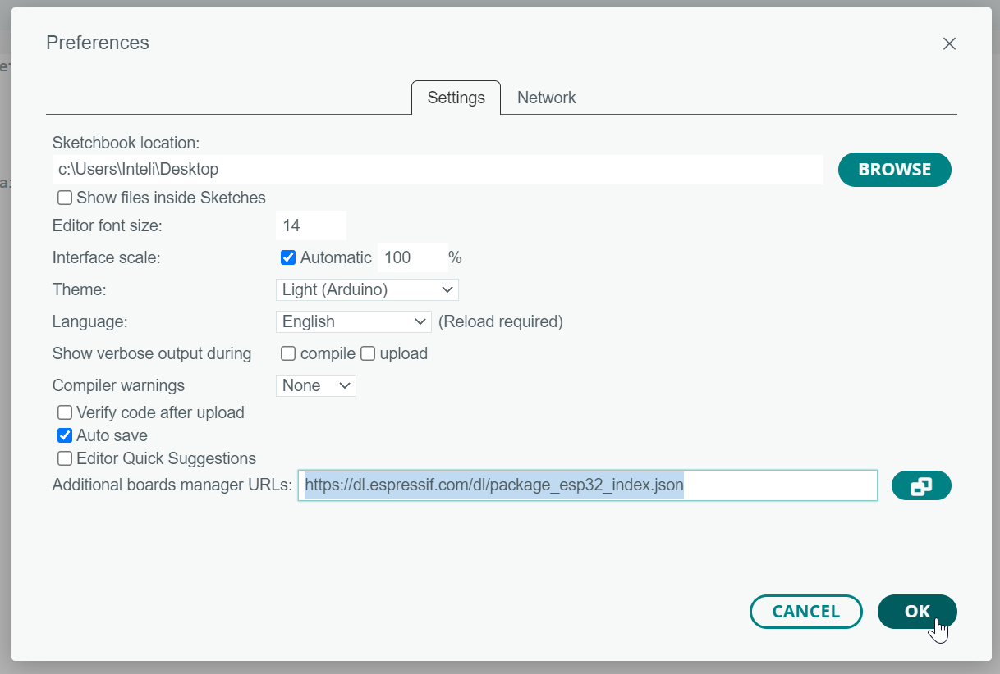 Preferences
Settings Network
Sketchbook location:
c:\Users\Inteli\Desktop
BROWSE
Show files inside Sketches
Editor font size: 14
Interface scale: Automatic 100 %
Theme: Light (Arduino)
Language: English (Reload required)
Show verbose output during compile upload
Compiler warnings None
Verify code after upload
Auto save
Editor Quick Suggestions
Additional boards manager URLs: https://dl.espressif.com/dl/package_esp32_index.json
CANCEL OK